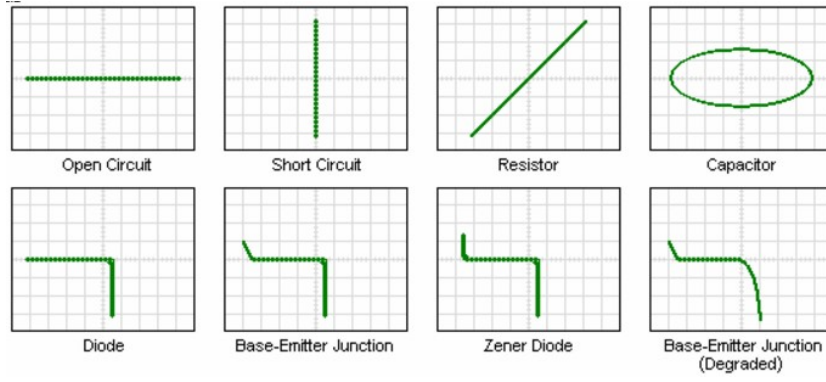 Open Circuit
Short Circuit
Resistor
Capacitor
Diode
Base-Emitter Junction
Zener Diode
Base-Emitter Junction
(Degraded)